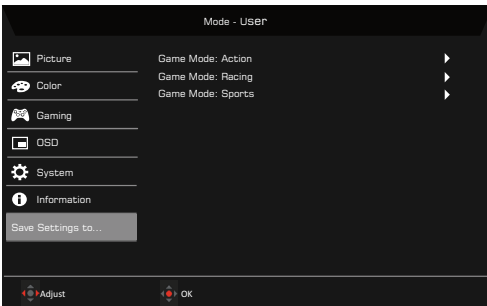 Mode - User
Picture
Color
Gaming
OSD
System
Information
Save Settings to...
Game Mode: Action
Game Mode: Racing
Game Mode: Sports
Adjust
OK